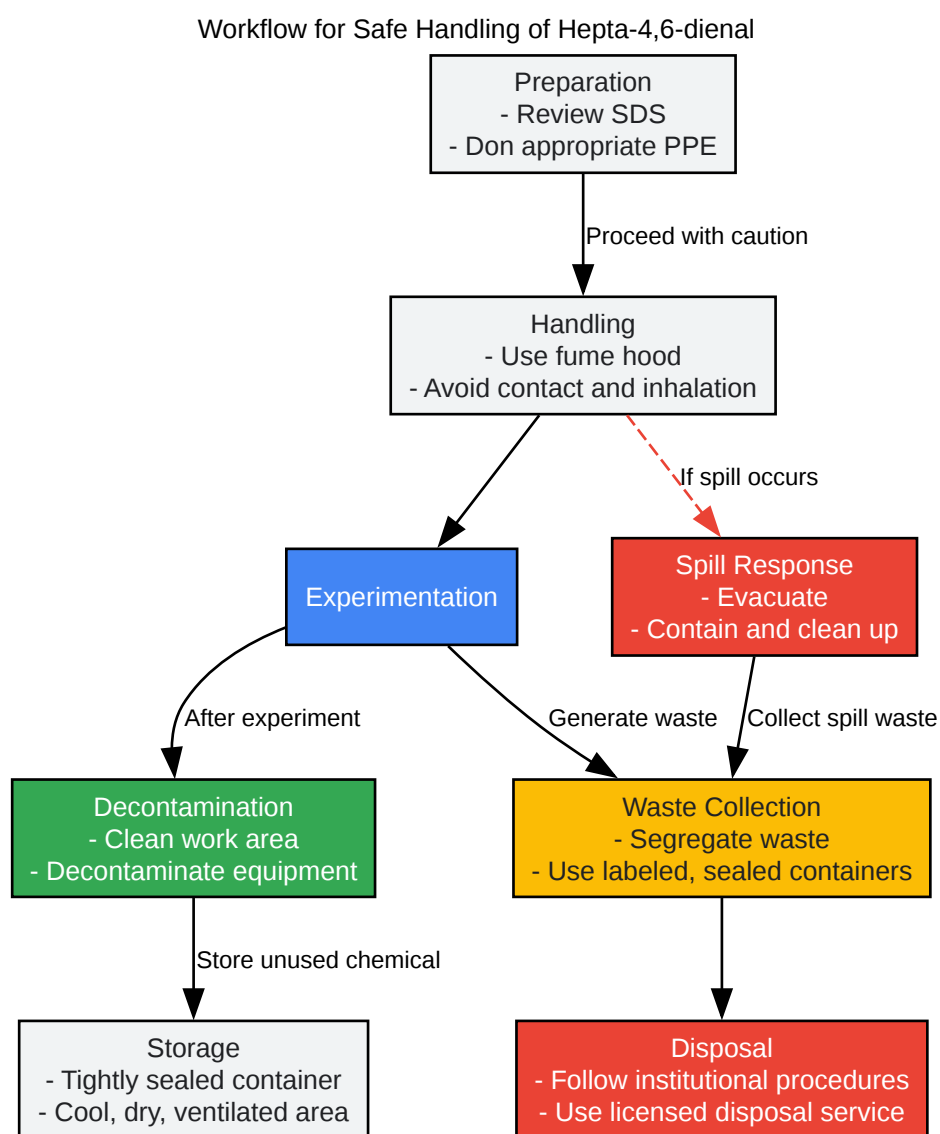 Workflow for Safe Handling of Hepta-4,6-dienal
Preparation
- Review SDS
- Don appropriate PPE
Proceed with caution
Handling
- Use fume hood
- Avoid contact and inhalation
If spill occurs
Experimentation
Spill Response
- Evacuate
- Contain and clean up
After experiment
Generate waste
Collect spill waste
Decontamination
- Clean work area
- Decontaminate equipment
Waste Collection
- Segregate waste
- Use labeled, sealed containers
Store unused chemical
Storage
- Tightly sealed container
- Cool, dry, ventilated area
Disposal
- Follow institutional procedures
- Use licensed disposal service